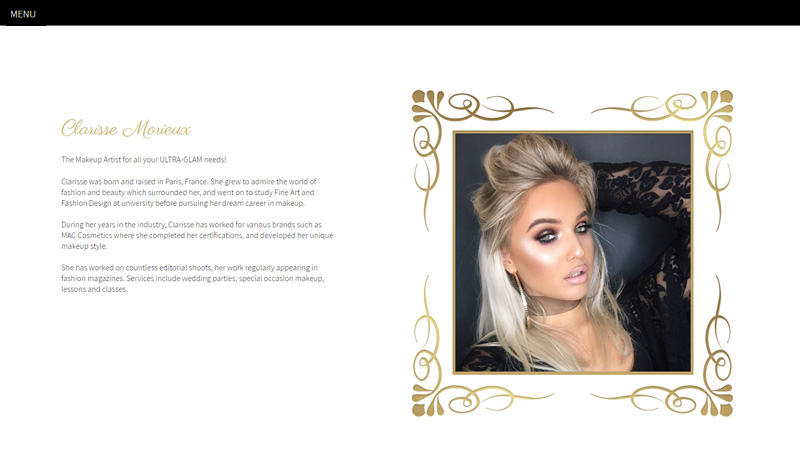 MENU
Clarisse Morieux
The Makeup Artist for all your ULTRA-GLAM needs!
Clarisse was born and raised in Paris, France. She grew to admire the world of
fashion and beauty which surrounded her, and went on to study Fine Art and
Fashion Design at university before pursuing her dream career in makeup.
During her years in the industry, Clarisse has worked for various brands such as
MAC Cosmetics where she completed her certifications, and developed her unique
makeup style.
She has worked on countless editorial shoots, her work regularly appearing in
fashion magazines. Services include wedding parties, special occasion makeup,
lessons and classes.